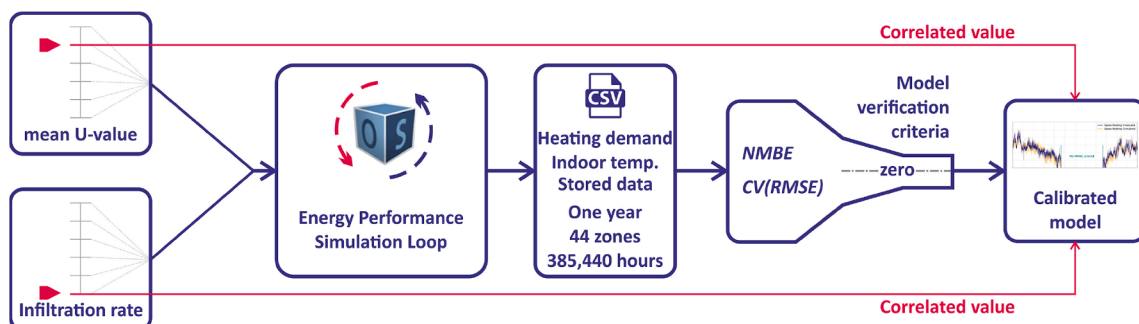 mean U-value
Infiltration rate
O S
Energy Performance
Simulation Loop
CSV
Heating demand
Indoor temp.
Stored data
One year
44 zones
385,440 hours
NMBE
CV(RMSE)
Model
verification
criteria
zero
Correlated value
Calibrated
model
Correlated value